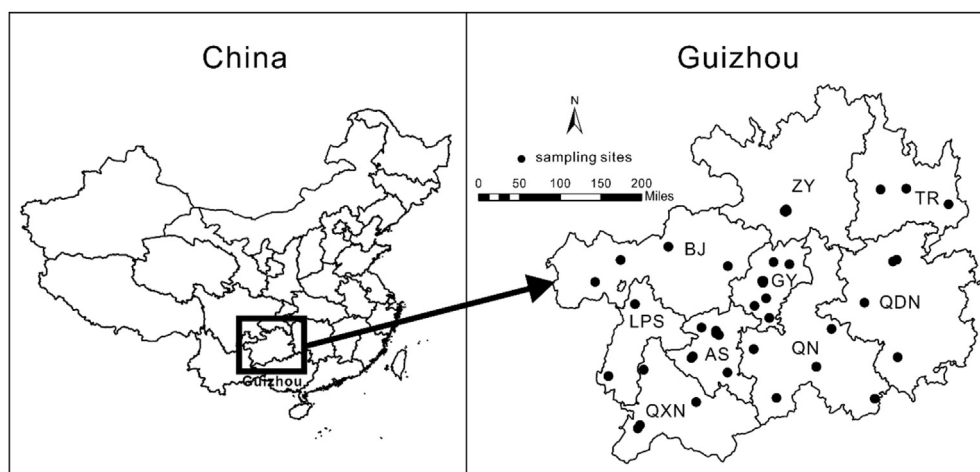 China
Guizhou
Guizhou
N
sampling sites
0 50 100 150 200
Miles
ZY
TR
BJ
GY
QDN
LPS
AS
QN
QXN